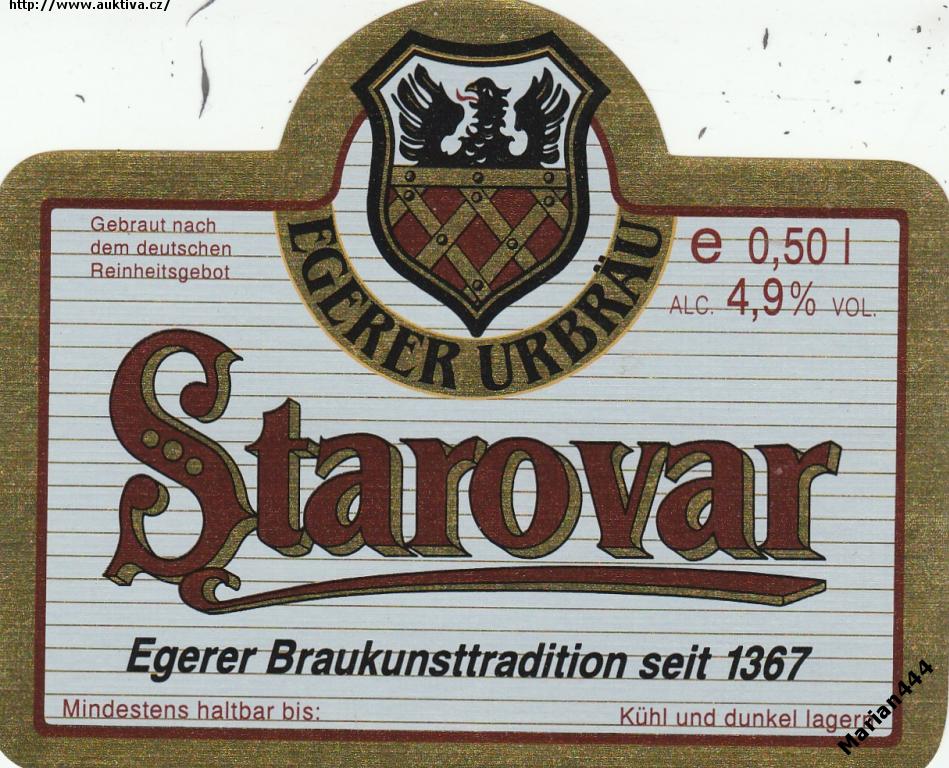 http://www.auktiva.cz/
EGERER URBRÄU
Gebraut nach
dem deutschen
Reinheitsgebot
e 0,50 l
ALC. 4,9% VOL.
Starovar
Egerer Braukunsttradition seit 1367
Mindestens haltbar bis:
Kühl und dunkel lagern
Marian444